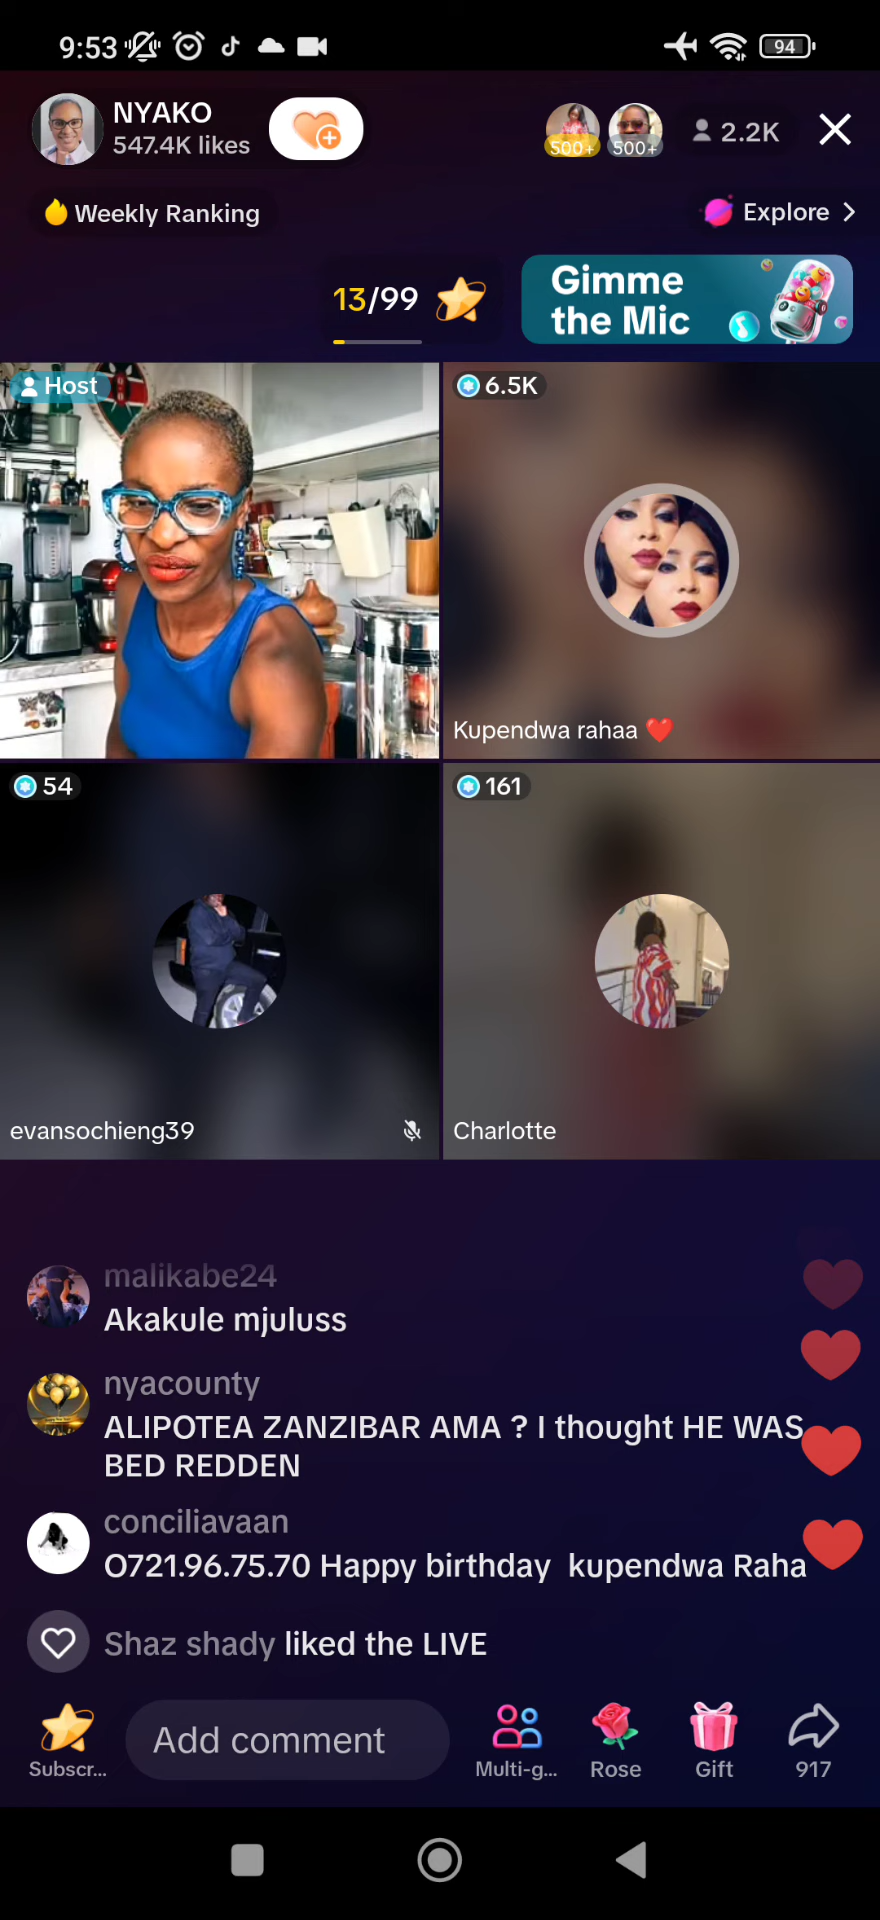 9:53
94
NYAKO
547.4K likes
500+
500+
2.2K
Weekly Ranking
Explore
13/99
Gimme
the Mic
Host
6.5K
Kupendwa rahaa
54
161
evansochieng39
Charlotte
malikabe24
Akakule mjuluss
nyacounty
ALIPOTEA ZANZIBAR AMA ? I thought HE WAS
BED REDDEN
conciliavaan
0721.96.75.70 Happy birthday kupendwa Raha
Shaz shady liked the LIVE
Subscr...
Add comment
Multi-g...
Rose
Gift
917